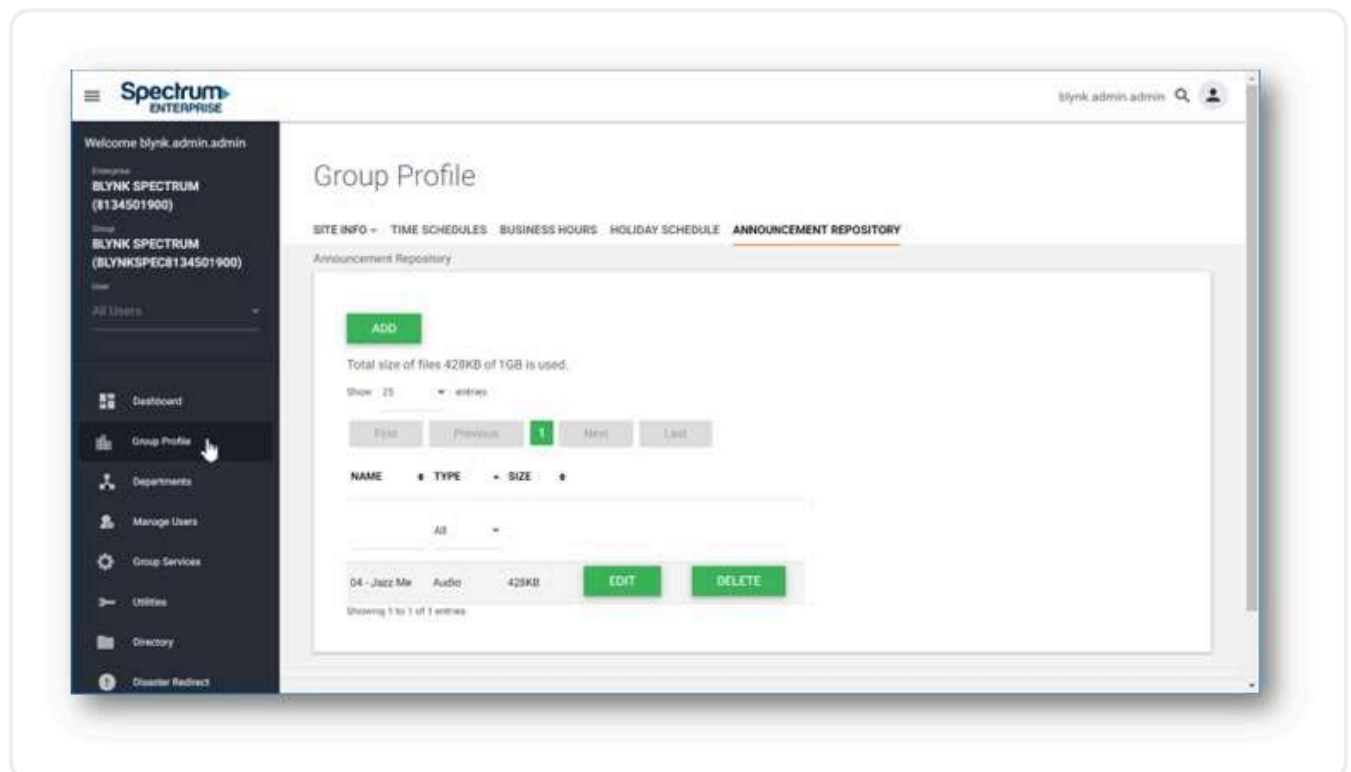 Spectrum
ENTERPRISE
blynk.admin.admin
Welcome blynk.admin.admin
Enterprise
BLYNK SPECTRUM
(8134501900)
Group
BLYNK SPECTRUM
(BLYNKSPEC8134501900)
User
All Users
Dashboard
Group Profile
Departments
Manage Users
Group Services
Utilities
Directory
Disaster Redirect
Group Profile
SITE INFO TIME SCHEDULES BUSINESS HOURS HOLIDAY SCHEDULE ANNOUNCEMENT REPOSITORY
Announcement Repository
ADD
Total size of files 428KB of 1GB is used.
Show 25 entries
First Previous 1 Next Last
NAME TYPE SIZE
All
04 - Jazz Me Audio 428KB EDIT DELETE
Showing 1 to 1 of 1 entries